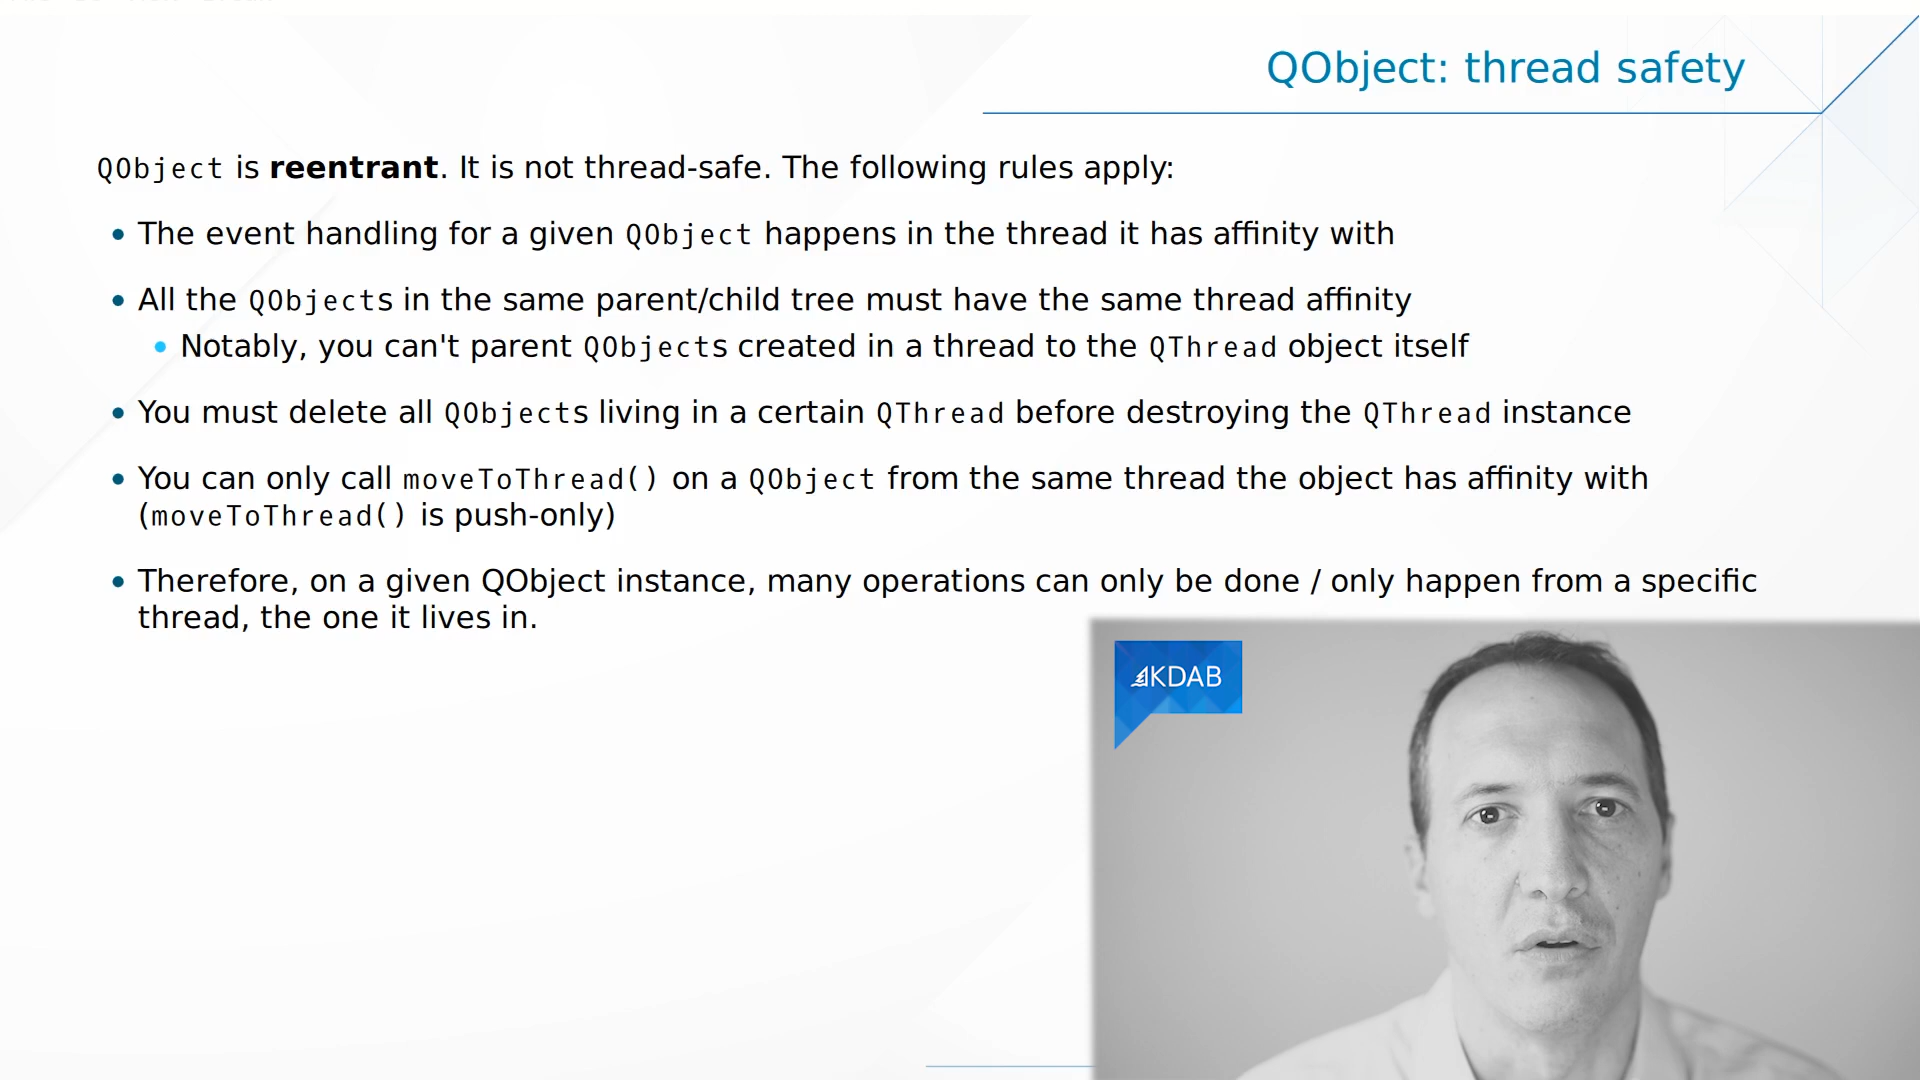 QObject: thread safety
QObject is reentrant. It is not thread-safe. The following rules apply:
• The event handling for a given QObject happens in the thread it has affinity with
• All the QObjects in the same parent/child tree must have the same thread affinity
• Notably, you can't parent QObjects created in a thread to the QThread object itself
• You must delete all QObjects living in a certain QThread before destroying the QThread instance
• You can only call moveToThread() on a QObject from the same thread the object has affinity with
(moveToThread() is push-only)
• Therefore, on a given QObject instance, many operations can only be done / only happen from a specific
thread, the one it lives in.
KDAB